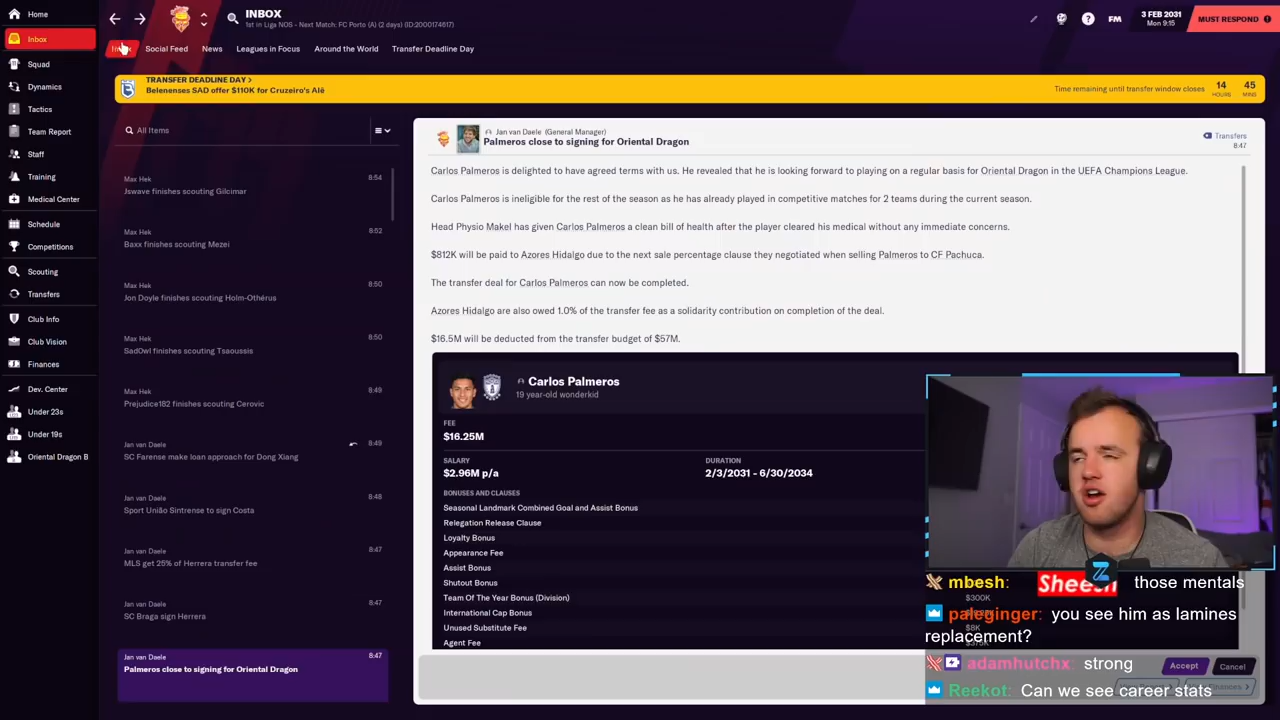 Home
INBOX
1st in Liga NOS - Next Match: FC Porto (A) (2 days) (ID:2000174617)
FM
3 FEB 2031
Mon 9:15
MUST RESPOND
Inbox
Inbox
Social Feed
News
Leagues in Focus
Around the World
Transfer Deadline Day
Squad
Dynamics
Tactics
Team Report
Staff
Training
Medical Center
Schedule
Competitions
Scouting
Transfers
Club Info
Club Vision
Finances
Dev. Center
Under 23s
Under 19s
Oriental Dragon B
TRANSFER DEADLINE DAY >
Belenenses SAD offer $110K for Cruzeiro's Alê
Time remaining until transfer window closes
14
HOURS
45
MINS
All Items
Max Hek
8:54
Jswave finishes scouting Gilcimar
Max Hek
8:52
Baxx finishes scouting Mezei
Max Hek
8:50
Jon Doyle finishes scouting Holm-Othérus
Max Hek
8:50
SadOwl finishes scouting Tsaoussis
Max Hek
8:49
Prejudice182 finishes scouting Cerovic
Jan van Daele
8:49
SC Farense make loan approach for Dong Xiang
Jan van Daele
8:48
Sport União Sintrense to sign Costa
Jan van Daele
8:47
MLS get 25% of Herrera transfer fee
Jan van Daele
8:47
SC Braga sign Herrera
Jan van Daele
8:47
Palmeros close to signing for Oriental Dragon
Jan van Daele (General Manager)
Palmeros close to signing for Oriental Dragon
Transfers
8:47
Carlos Palmeros is delighted to have agreed terms with us. He revealed that he is looking forward to playing on a regular basis for Oriental Dragon in the UEFA Champions League.
Carlos Palmeros is ineligible for the rest of the season as he has already played in competitive matches for 2 teams during the current season.
Head Physio Makel has given Carlos Palmeros a clean bill of health after the player cleared his medical without any immediate concerns.
$812K will be paid to Azores Hidalgo due to the next sale percentage clause they negotiated when selling Palmeros to CF Pachuca.
The transfer deal for Carlos Palmeros can now be completed.
Azores Hidalgo are also owed 1.0% of the transfer fee as a solidarity contribution on completion of the deal.
$16.5M will be deducted from the transfer budget of $57M.
Carlos Palmeros
19 year-old wonderkid
FEE
$16.25M
SALARY
$2.96M p/a
DURATION
2/3/2031 - 6/30/2034
BONUSES AND CLAUSES
Seasonal Landmark Combined Goal and Assist Bonus
Relegation Release Clause
Loyalty Bonus
Appearance Fee
Assist Bonus
Shutout Bonus
Team Of The Year Bonus (Division)
$300K
International Cap Bonus
Unused Substitute Fee
$8K
Agent Fee
Accept
Cancel
mbesh: Sheesh those mentals
paleginger: you see him as lamines
replacement?
adamhutchx: strong
Reekot: Can we see career stats